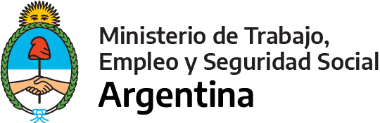 Ministerio de Trabajo,
Empleo y Seguridad Social
Argentina